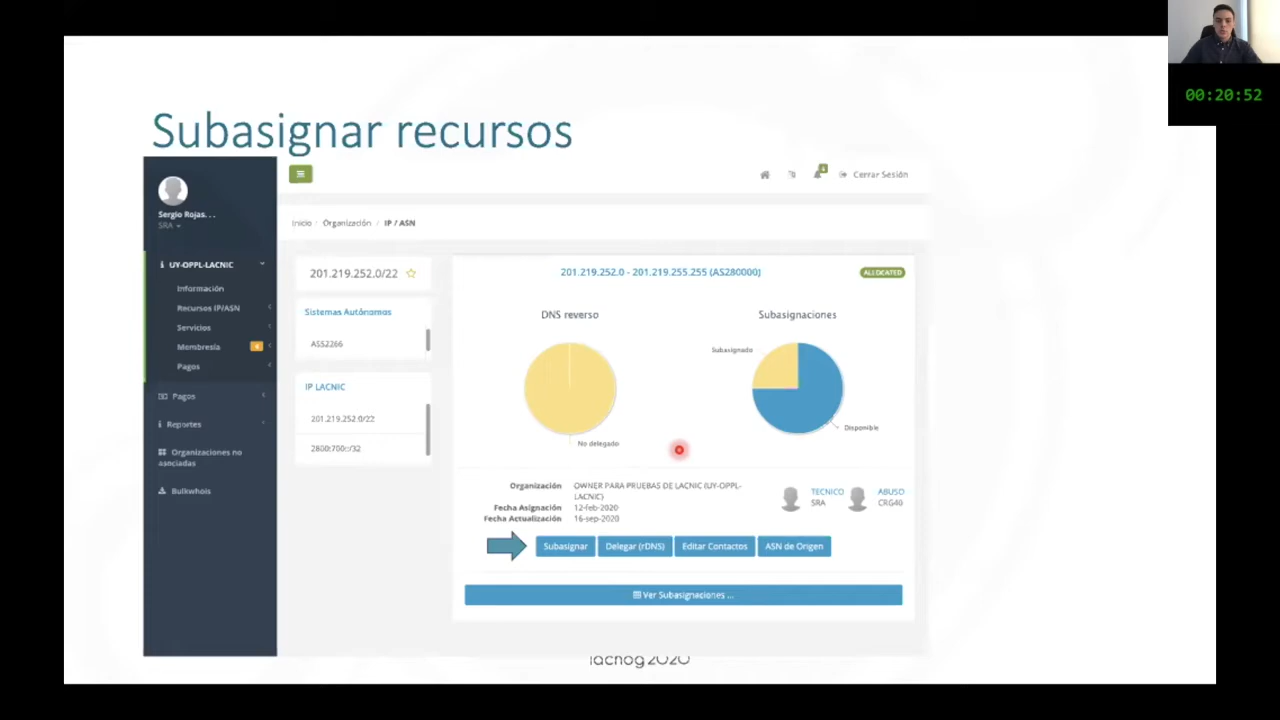 00:20:52
Subasignar recursos
Sergio Rojas. . .
SRA
UY-OPPL-LACNIC
Información
Recursos IP/ASN
Servicios
Membresía
4
Pagos
Pagos
Reportes
Organizaciones no
asociadas
Bulkwhois
Cerrar Sesión
Inicio / Organización / IP / ASN
201.219.252.0/22
Sistemas Autónomos
AS52266
IP LACNIC
201.219.252.0/22
2800:700::/32
201.219.252.0 - 201.219.255.255 (AS280000)
ALLOCATED
DNS reverso
No delegado
Subasignaciones
Subasignado
Disponible
Organización OWNER PARA PRUEBAS DE LACNIC (UY-OPPL-
LACNIC)
Fecha Asignación 12-feb-2020
Fecha Actualización 16-sep-2020
TECNICO
SRA
ABUSO
CRG40
Subasignar
Delegar (rDNS)
Editar Contactos
ASN de Origen
Ver Subasignaciones ...
lacnog2020